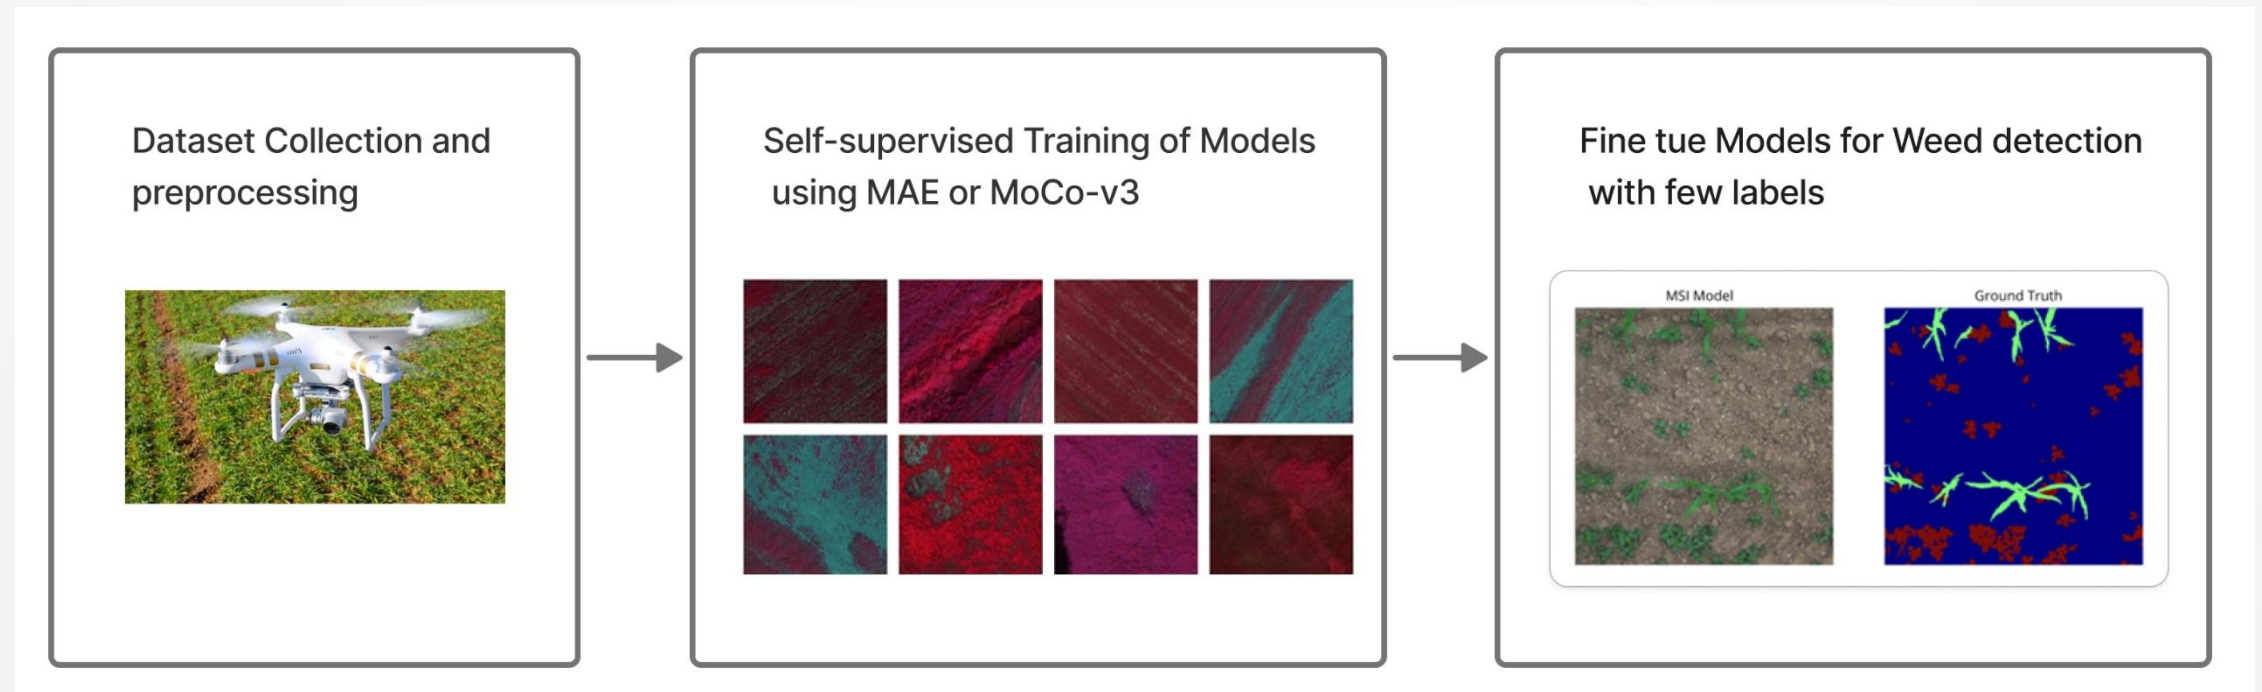 Dataset Collection and
preprocessing
Self-supervised Training of Models
using MAE or MoCo-v3
Fine tue Models for Weed detection
with few labels
MSI Model
Ground Truth